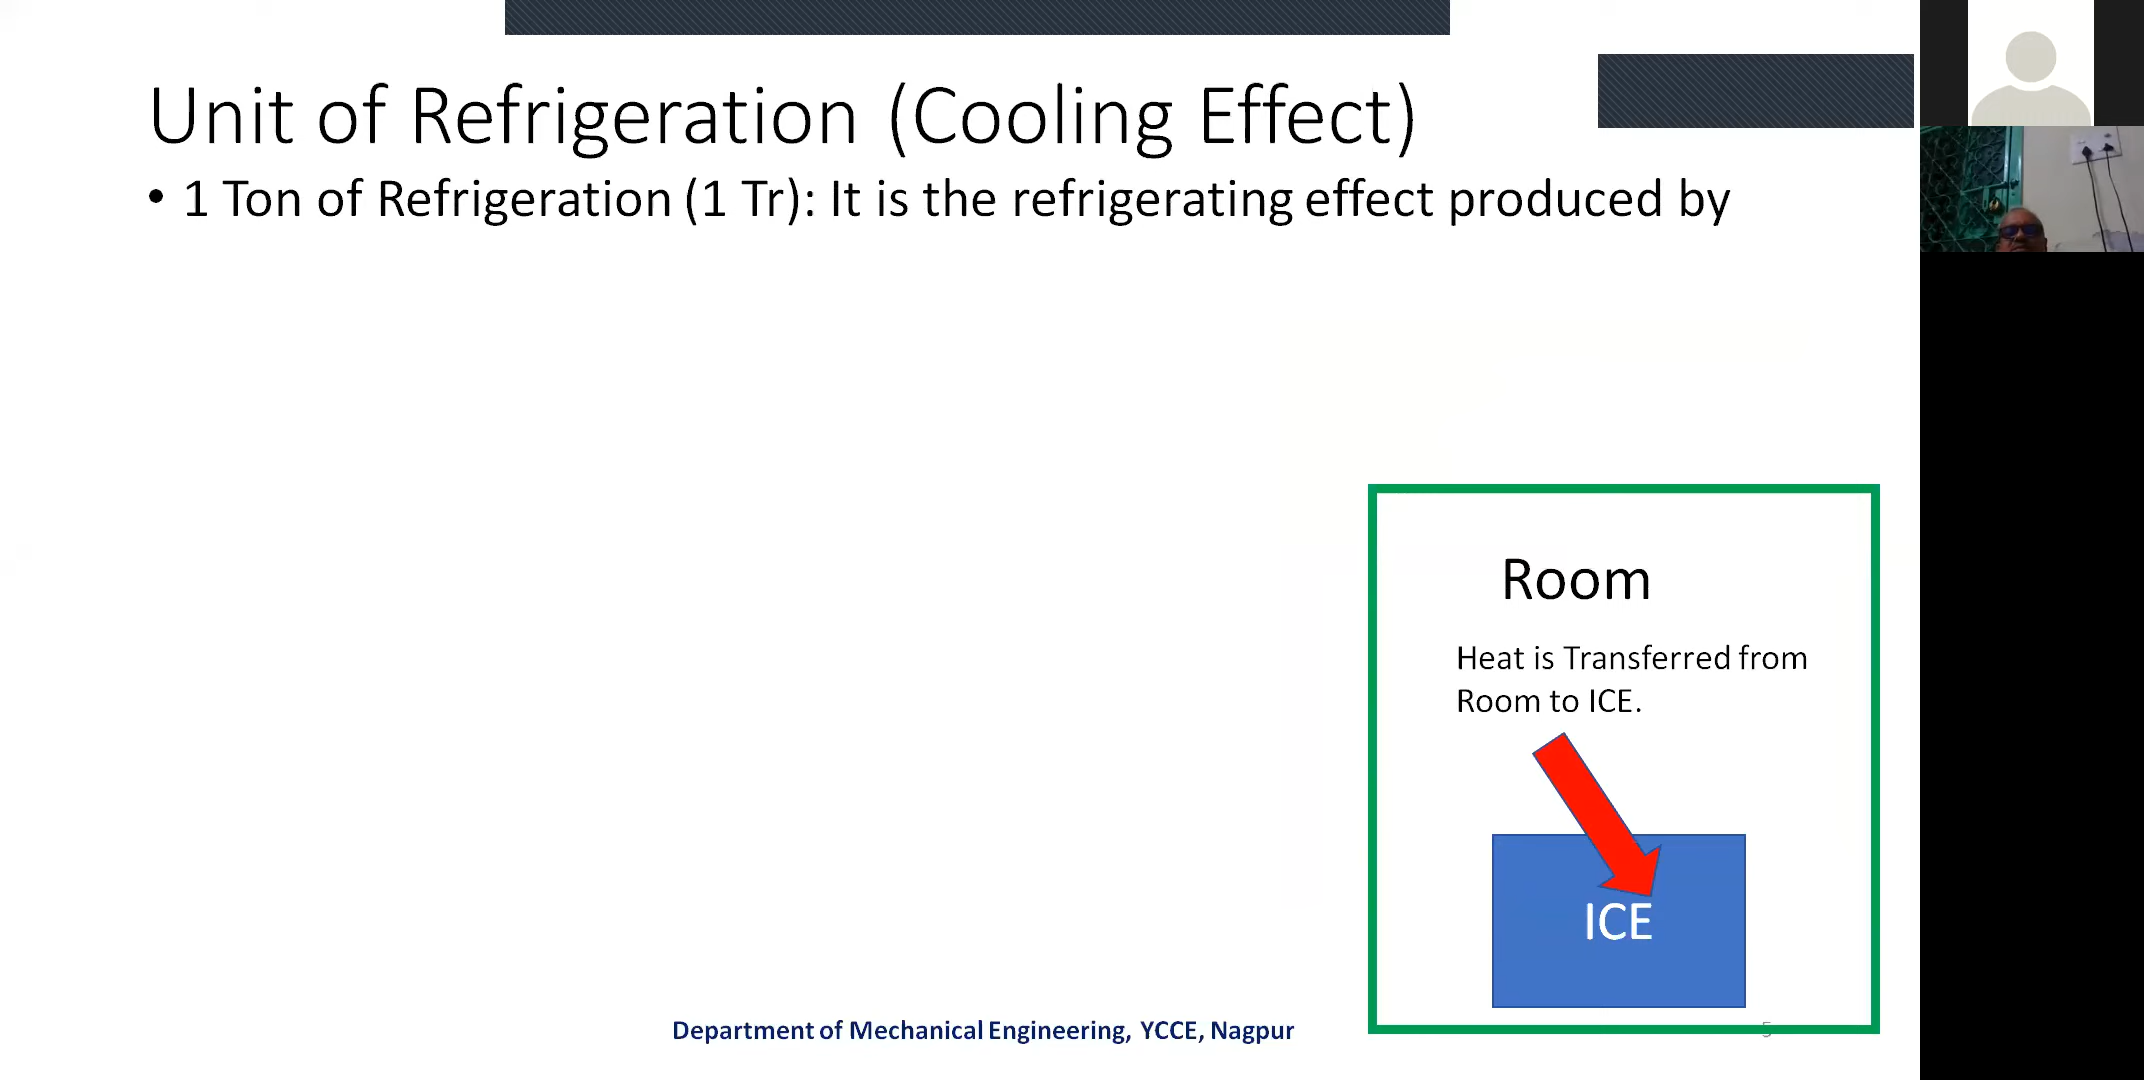 Unit of Refrigeration (Cooling Effect)
• 1 Ton of Refrigeration (1 Tr): It is the refrigerating effect produced by
Room
Heat is Transferred from
Room to ICE.
ICE
Department of Mechanical Engineering, YCCE, Nagpur
5